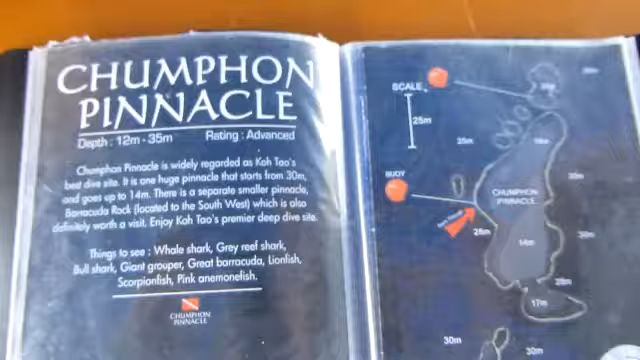 CHUMPHON
PINNACLE
Depth : 12m - 35m Rating : Advanced
Chumphon Pinnacle is widely regarded as Koh Tao's
best dive site. It is one huge pinnacle that starts from 30m,
and goes up to 14m. There is a separate smaller pinnacle,
Barracuda Rock (located to the South West) which is also
definitely worth a visit. Enjoy Koh Tao's premier deep dive site.
Things to see : Whale shark, Grey reef shark,
Bull shark, Giant grouper, Great barracuda, Lionfish,
Scorpionfish, Pink anemonefish.
CHUMPHON
PINNACLE
SCALE
25m
25m
BUOY
30m
CHUMPHON
PINNACLE
14m
17m
30m
30m